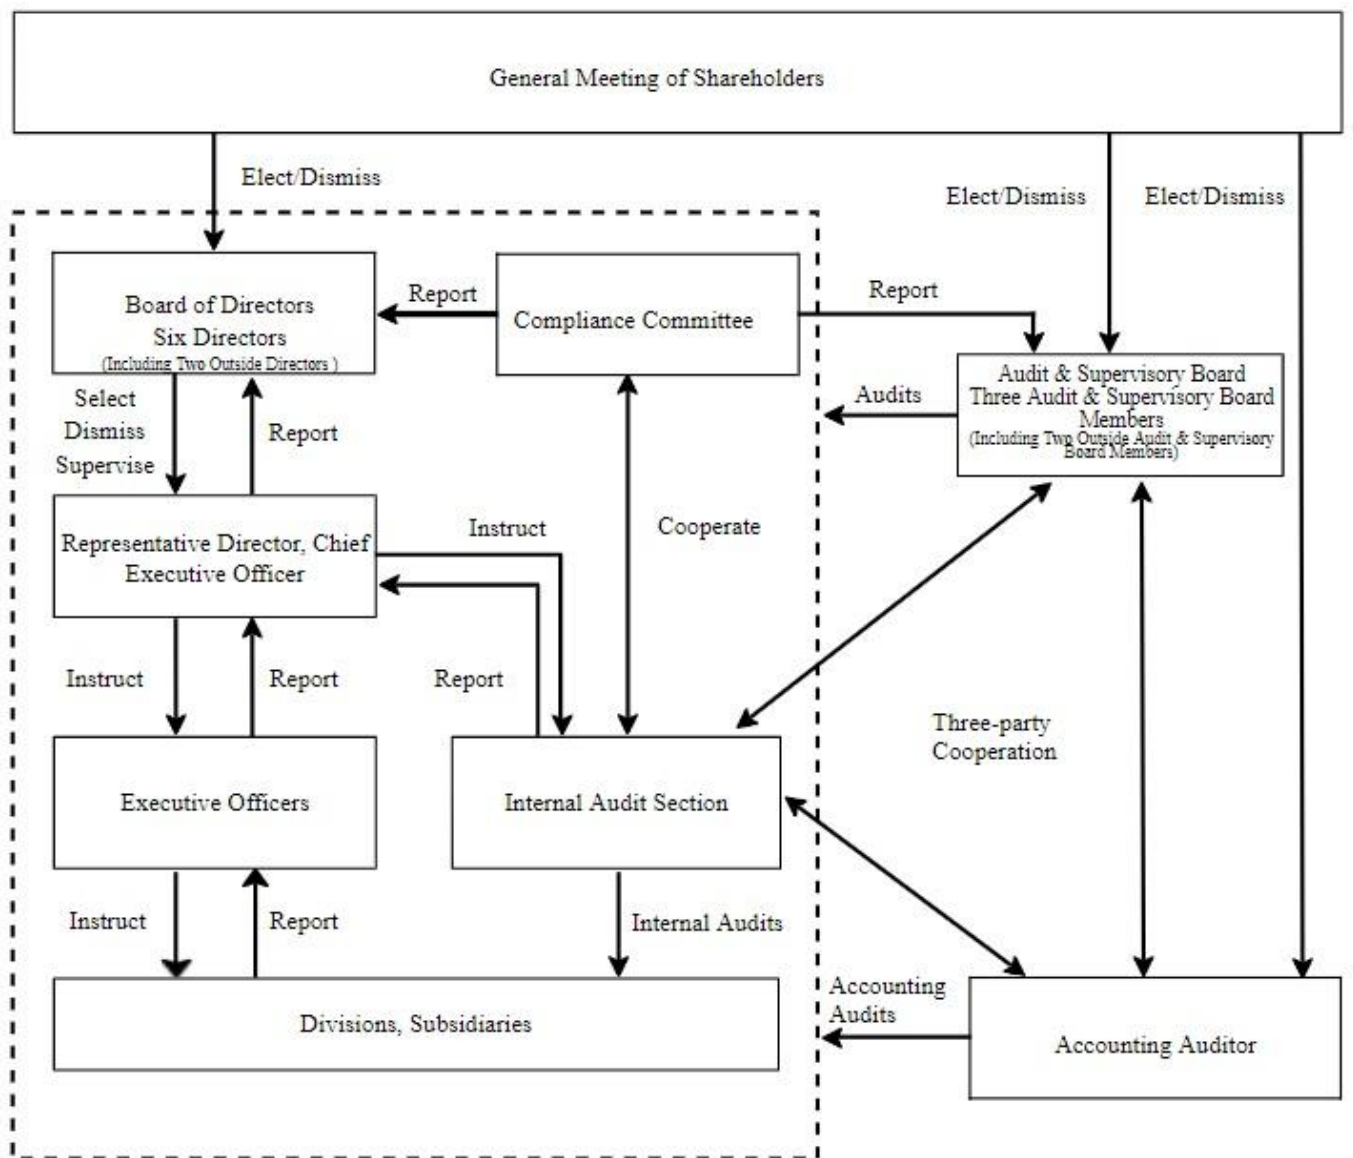 General Meeting of Shareholders
Elect/Dismiss
Elect/Dismiss
Elect/Dismiss
Board of Directors
Six Directors
(Including Two Outside Directors )
Report
Compliance Committee
Report
Audit & Supervisory Board
Three Audit & Supervisory Board
Members
(Including Two Outside Audit & Supervisory
Board Members)
Audits
Select
Dismiss
Supervise
Report
Representative Director, Chief
Executive Officer
Instruct
Cooperate
Instruct
Report
Report
Three-party
Cooperation
Executive Officers
Internal Audit Section
Instruct
Report
Internal Audits
Divisions, Subsidiaries
Accounting
Audits
Accounting Auditor